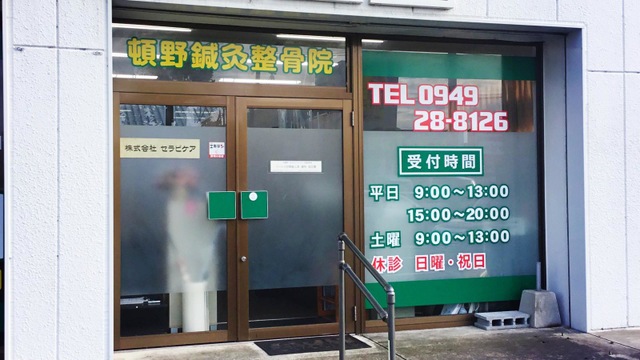 頓野鍼灸整骨院
TEL 0949
28-8126
株式会社 セラピケア
受付時間
平日 9:00～13:00
15:00～20:00
土曜 9:00～13:00
休診 日曜・祝日